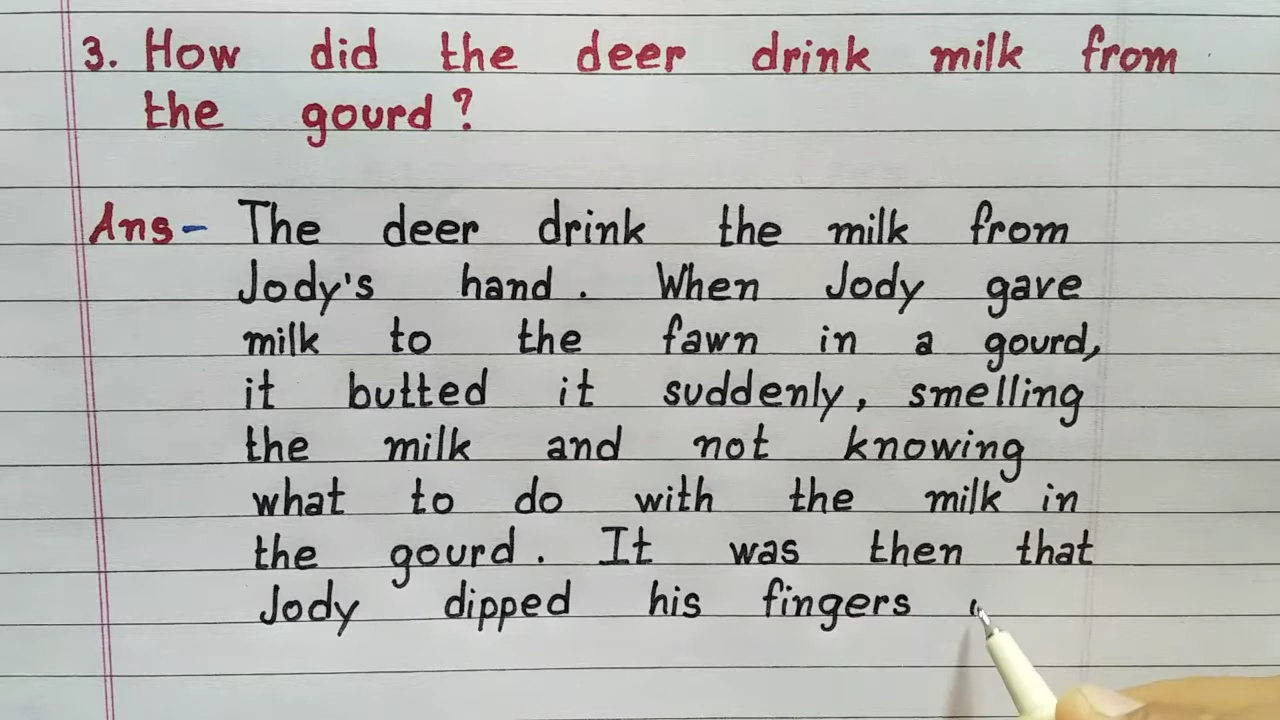 3. How did the deer drink milk from
the gourd?
Ans- The deer drink the milk from
Jody's hand. When Jody gave
milk to the fawn in a gourd,
it butted it suddenly, smelling
the milk and not knowing
what to do with the milk in
the gourd. It was then that
Jody dipped his fingers